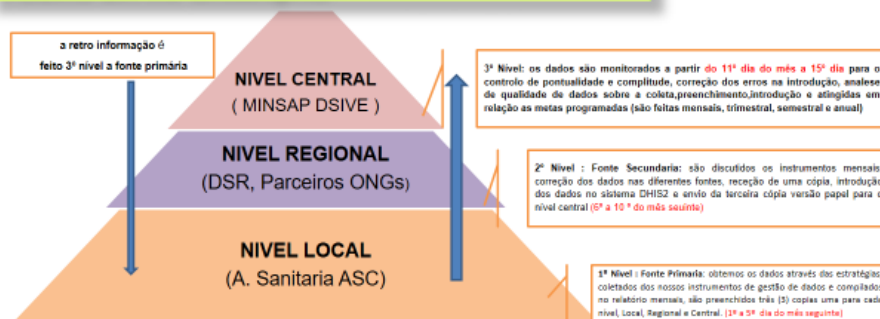 a retro informação é
feito 3º nível a fonte primária
NIVEL CENTRAL
( MINSAP DSIVE )
3º Nível: os dados são monitorados a partir do 11º dia do mês a 15º dia para o
controlo de pontualidade e complitude, correção dos erros na introdução, analese
de qualidade de dados sobre a coleta,preenchimento,introdução e atingidas em
relação as metas programadas (são feitas mensais, trimestral, semestral e anual)
NIVEL REGIONAL
(DSR, Parceiros ONGs)
2º Nível : Fonte Secundaria: são discutidos os instrumentos mensais,
correção dos dados nas diferentes fontes, receção de uma cópia, introdução
dos dados no sistema DHIS2 e envio da terceira cópia versão papel para o
nível central (6º a 10 º do mês seuinte)
NIVEL LOCAL
(A. Sanitaria ASC)
1º Nível : Fonte Primaria: obtemos os dados através das estratégias,
coletados dos nossos instrumentos de gestão de dados e compilados
no relatório mensais, são preenchidos três (3) copias uma para cada
nível, Local, Regional e Central. (1º a 5º dia do mês seguinte)